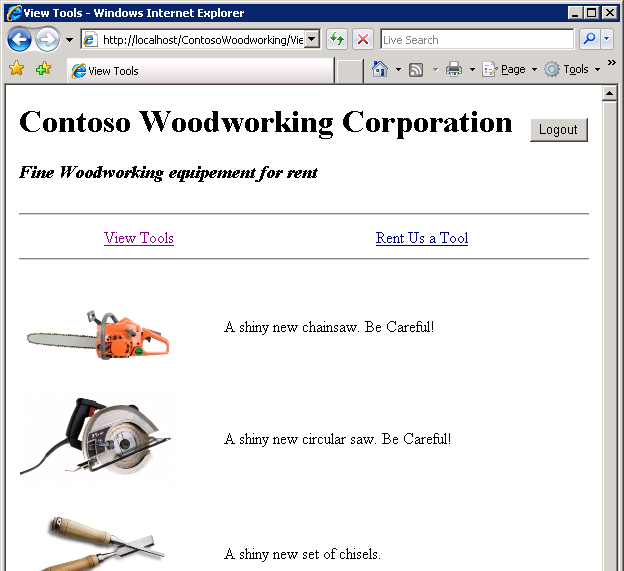 View Tools - Windows Internet Explorer
http://localhost/ContosoWoodworking/Vie
Live Search
View Tools
Page
Tools
»
Contoso Woodworking Corporation
Logout
Fine Woodworking equipement for rent
View Tools
Rent Us a Tool
A shiny new chainsaw. Be Careful!
A shiny new circular saw. Be Careful!
A shiny new set of chisels.